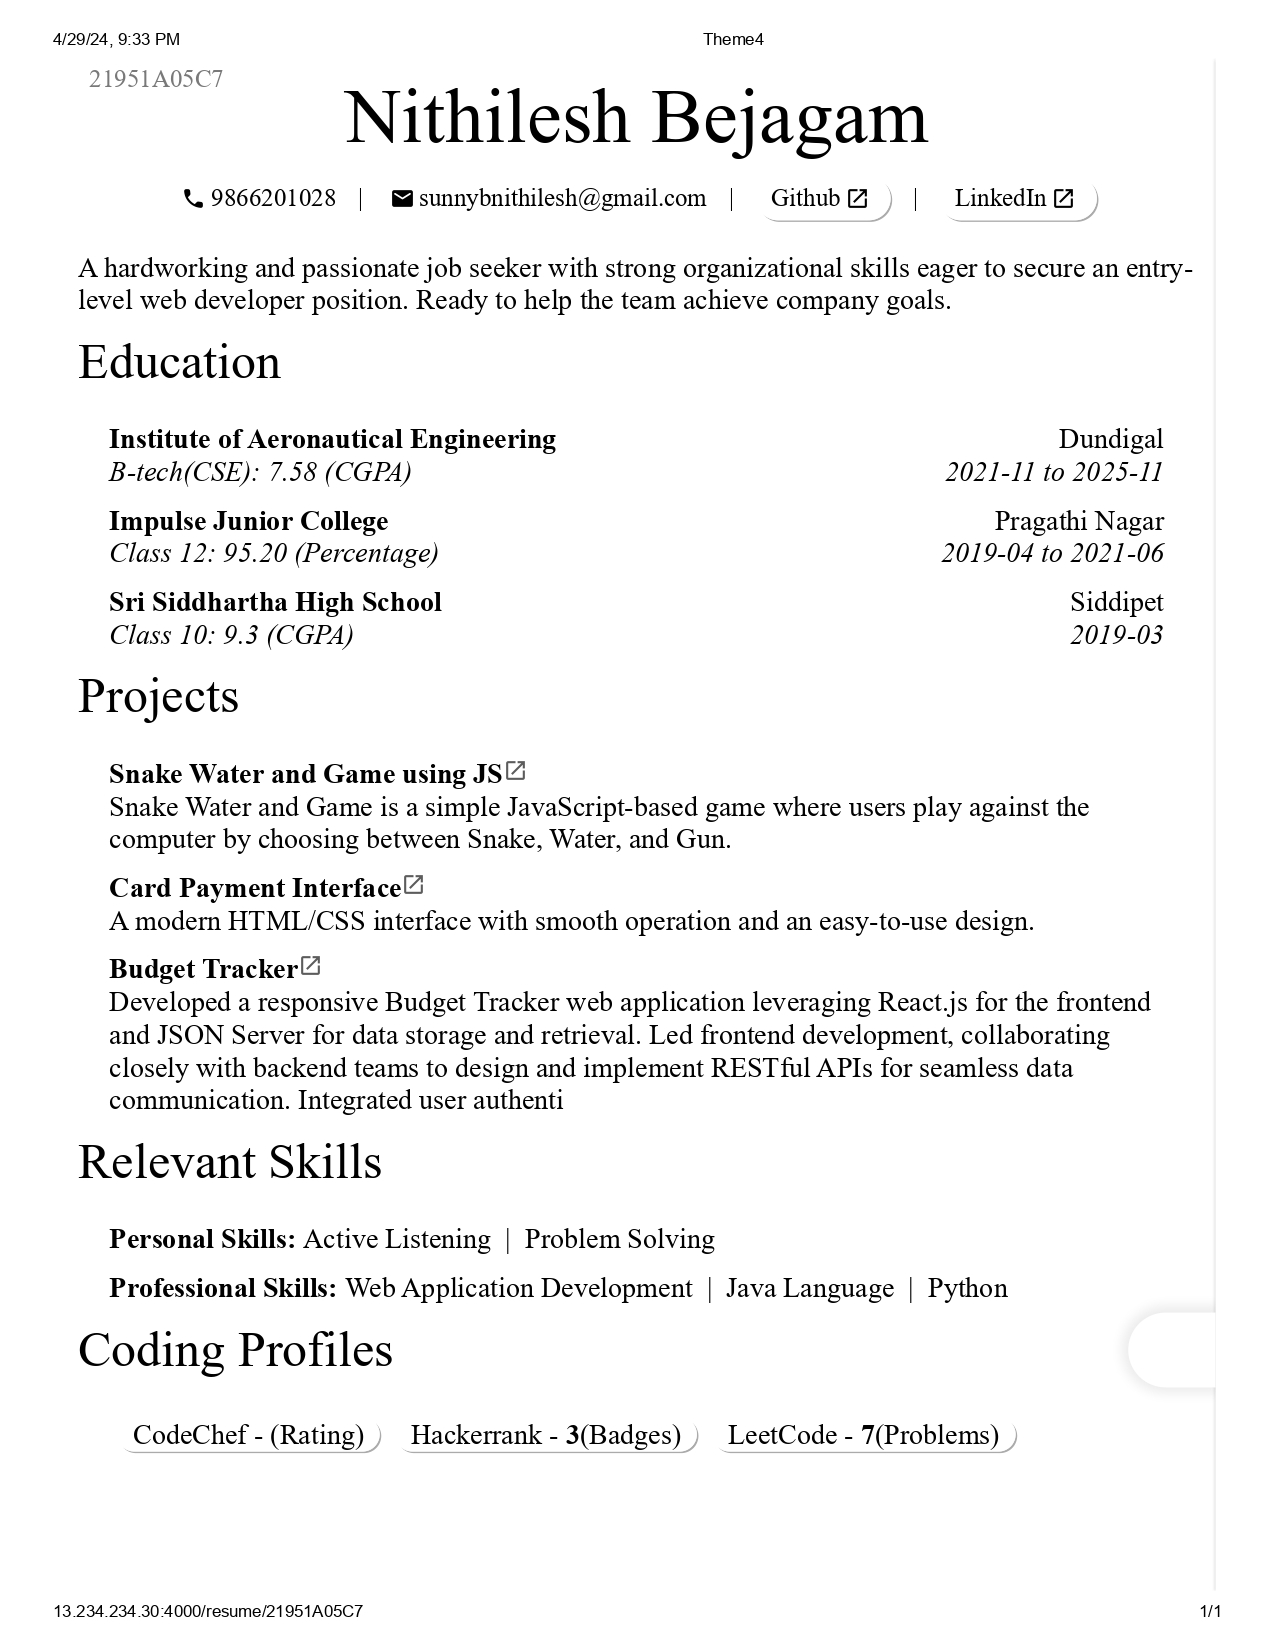 4/29/24, 9:33 PM Theme4
21951A05C7
Nithilesh Bejagam
9866201028 | sunnybnithilesh@gmail.com | Github | LinkedIn
A hardworking and passionate job seeker with strong organizational skills eager to secure an entry-
level web developer position. Ready to help the team achieve company goals.
Education
Institute of Aeronautical Engineering Dundigal
B-tech(CSE): 7.58 (CGPA) 2021-11 to 2025-11
Impulse Junior College Pragathi Nagar
Class 12: 95.20 (Percentage) 2019-04 to 2021-06
Sri Siddhartha High School Siddipet
Class 10: 9.3 (CGPA) 2019-03
Projects
Snake Water and Game using JS
Snake Water and Game is a simple JavaScript-based game where users play against the
computer by choosing between Snake, Water, and Gun.
Card Payment Interface
A modern HTML/CSS interface with smooth operation and an easy-to-use design.
Budget Tracker
Developed a responsive Budget Tracker web application leveraging React.js for the frontend
and JSON Server for data storage and retrieval. Led frontend development, collaborating
closely with backend teams to design and implement RESTful APIs for seamless data
communication. Integrated user authenti
Relevant Skills
Personal Skills: Active Listening | Problem Solving
Professional Skills: Web Application Development | Java Language | Python
Coding Profiles
CodeChef - (Rating) Hackerrank - 3(Badges) LeetCode - 7(Problems)
13.234.234.30:4000/resume/21951A05C7 1/1